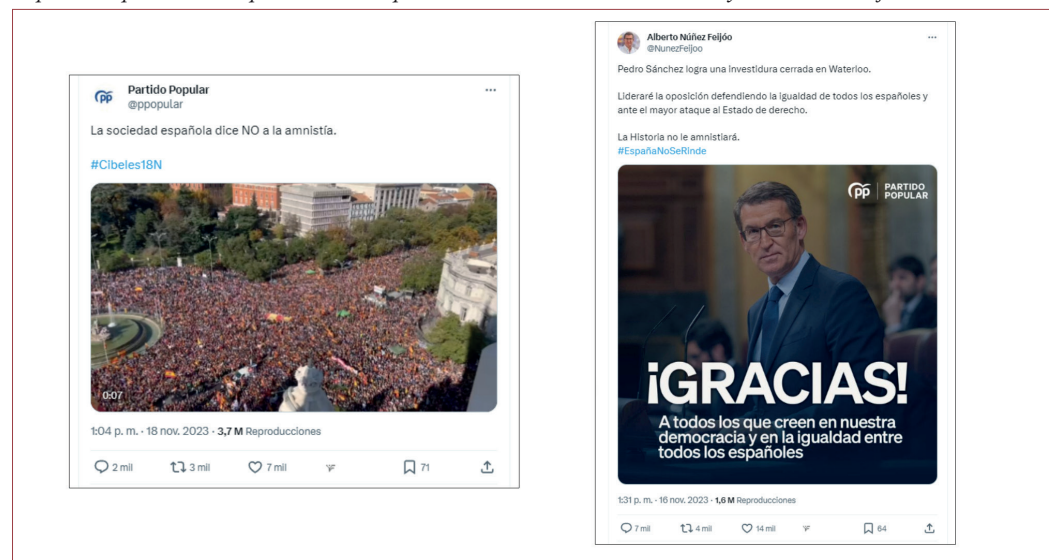 Partido Popular
@ppopular
La sociedad española dice NO a la amnistía.
#Cibeles18N
0:07
1:04 p. m. · 18 nov. 2023 · 3,7 M Reproducciones
2 mil 3 mil 7 mil 71
Alberto Núñez Feijóo
@NunezFeijoo
Pedro Sánchez logra una investidura cerrada en Waterloo.
Lideraré la oposición defendiendo la igualdad de todos los españoles y
ante el mayor ataque al Estado de derecho.
La Historia no le amnistiará.
#EspañaNoSeRinde
PP PARTIDO
POPULAR
¡GRACIAS!
A todos los que creen en nuestra
democracia y en la igualdad entre
todos los españoles
1:31 p. m. · 16 nov. 2023 · 1,6 M Reproducciones
7 mil 4 mil 14 mil 64